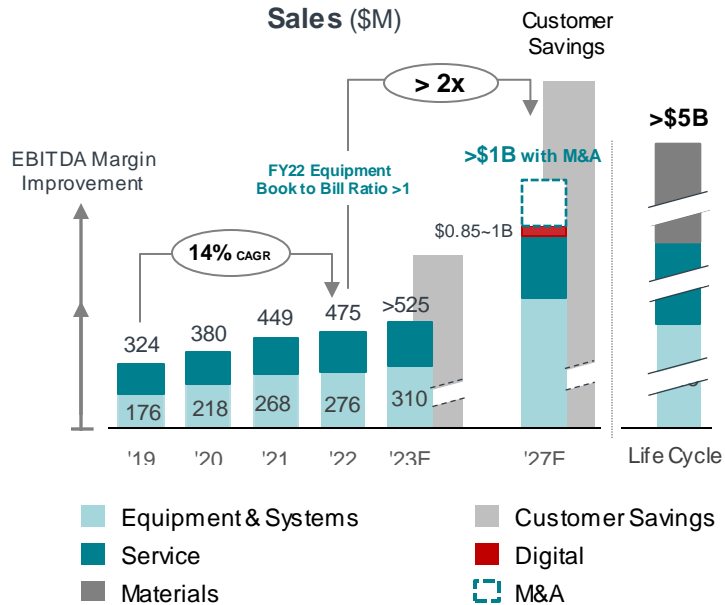 Sales ($M)
Customer
Savings
> 2x
>$5B
EBITDA Margin
Improvement
FY22 Equipment
Book to Bill Ratio >1
>$1B with M&A
$0.85~1B
14% CAGR
324
380
449
475
>525
176
218
268
276
310
'19
'20
'21
'22
'23E
'27E
Life Cycle
Equipment & Systems
Customer Savings
Service
Digital
Materials
M&A